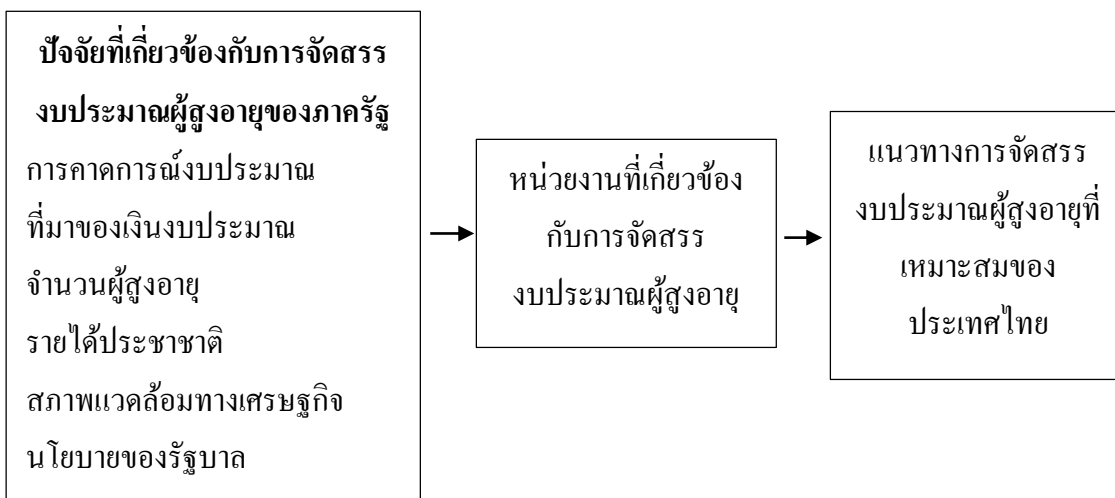 ปัจจัยที่เกี่ยวข้องกับการจัดสรร
งบประมาณผู้สูงอายุของภาครัฐ
การคาดการณ์งบประมาณ
ที่มาของเงินงบประมาณ
จำนวนผู้สูงอายุ
รายได้ประชาชาติ
สภาพแวดล้อมทางเศรษฐกิจ
นโยบายของรัฐบาล
หน่วยงานที่เกี่ยวข้อง
กับการจัดสรร
งบประมาณผู้สูงอายุ
แนวทางการจัดสรร
งบประมาณผู้สูงอายุที่
เหมาะสมของ
ประเทศไทย